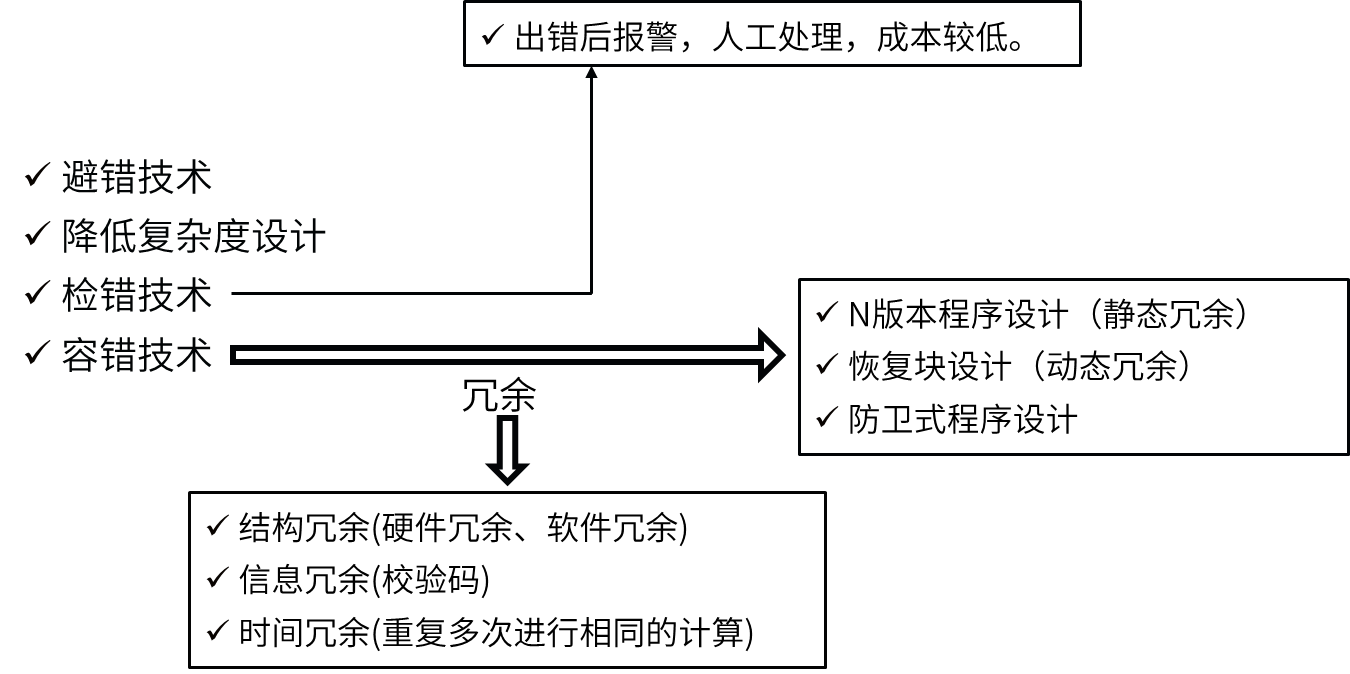 ✓ 出错后报警，人工处理，成本较低。
✓ 避错技术
✓ 降低复杂度设计
✓ 检错技术
✓ 容错技术
冗余
✓ N版本程序设计（静态冗余）
✓ 恢复块设计（动态冗余）
✓ 防卫式程序设计
✓ 结构冗余(硬件冗余、软件冗余)
✓ 信息冗余(校验码)
✓ 时间冗余(重复多次进行相同的计算)